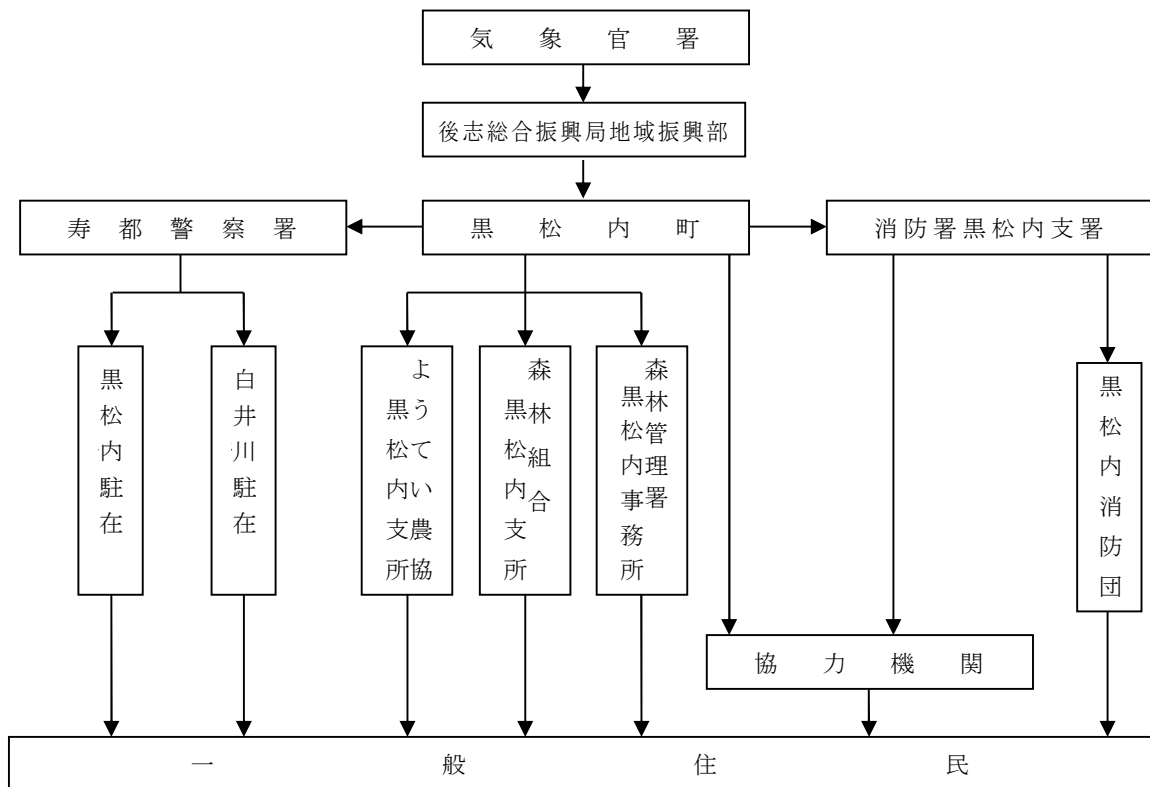 気象官署
後志総合振興局地域振興部
寿都警察署
黒松内町
消防署黒松内支署
黒松内駐在
白井川駐在
ようてい農協
黒松内支所
森林組合
黒松内支所
森林管理署
黒松内事務所
黒松内消防団
協力機関
一般住民